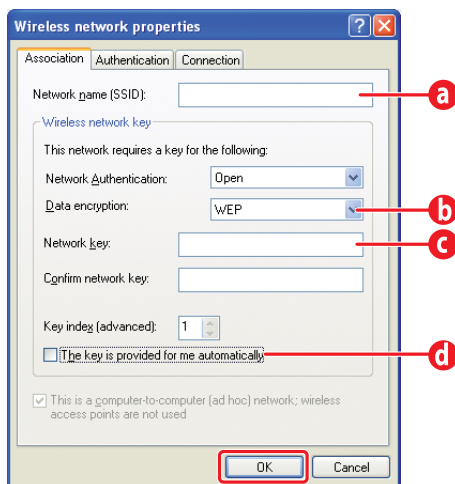 Wireless network properties
Association Authentication Connection
Network name (SSID):
a
Wireless network key
This network requires a key for the following:
Network Authentication: Open
Data encryption: WEP
b
Network key:
c
Confirm network key:
Key index (advanced): 1
The key is provided for me automatically
d
This is a computer-to-computer (ad hoc) network; wireless
access points are not used
OK Cancel